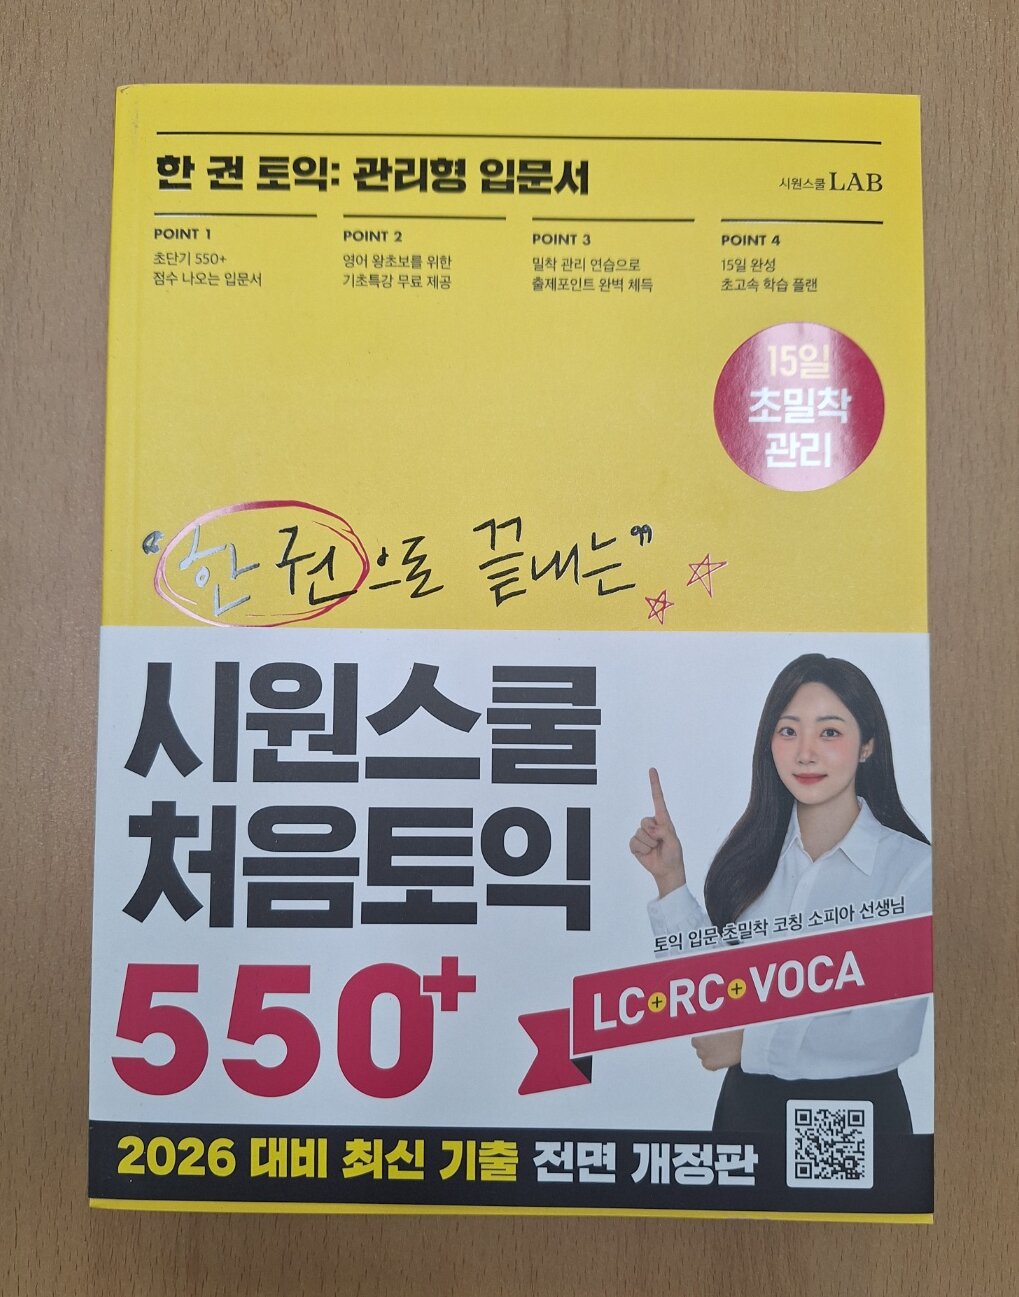 한 권 토익: 관리형 입문서
시원스쿨 LAB
POINT 1
초단기 550+
점수 나오는 입문서
POINT 2
영어 왕초보를 위한
기초특강 무료 제공
POINT 3
밀착 관리 연습으로
출제포인트 완벽 체득
POINT 4
15일 완성
초고속 학습 플랜
15일
초밀착
관리
“한 권으로 끝내는”
시원스쿨
처음토익
550+
토익 입문 초밀착 코칭 소피아 선생님
LC+RC+VOCA
2026 대비 최신 기출 전면 개정판